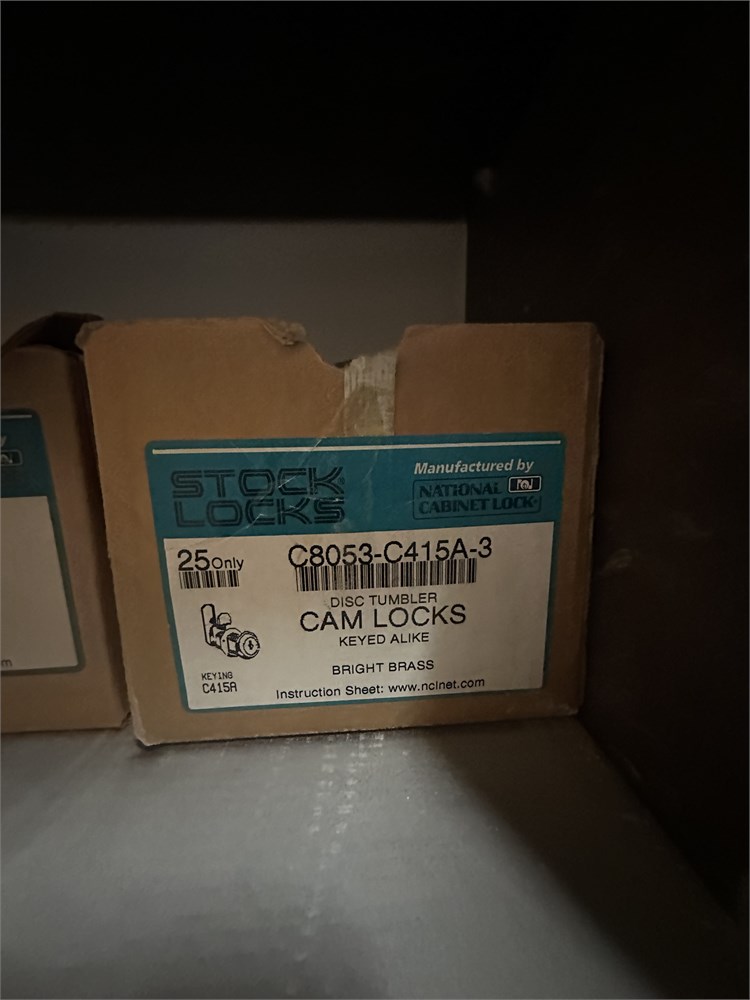 STOCK
LOCKS
Manufactured by
NATIONAL
CABINET LOCK
25 Only
C8053-C415A-3
DISC TUMBLER
CAM LOCKS
KEYED ALIKE
KEYING
C415A
BRIGHT BRASS
Instruction Sheet: www.nclnet.com